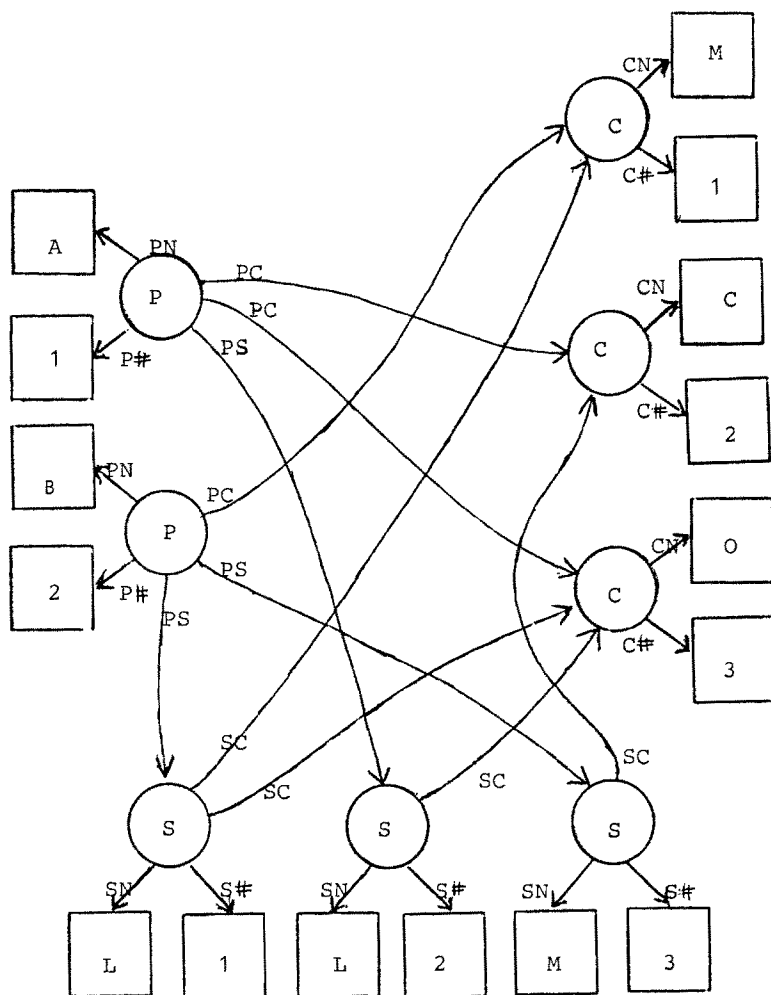 CN M
C
C# 1
A PN
P PC
PC
1 P# PS
CN C
C
C# 2
B PN
P PC
2 P# PS
PS
CN O
C
C# 3
SC SC SC SC
S S S
SN S# SN S# SN S#
L 1 L 2 M 3